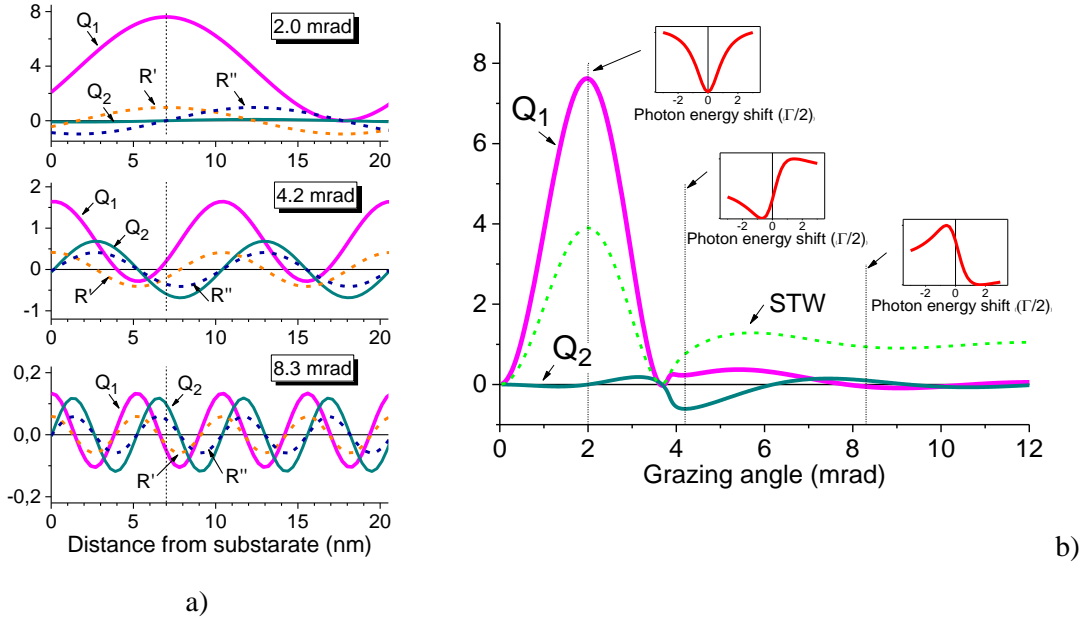 8
4
0
Q1
2.0 mrad
R'
R''
Q2
0 5 10 15 20
2
1
0
-1
4.2 mrad
Q1
Q2
R'
R''
0 5 10 15 20
0,2
0,0
-0,2
8.3 mrad
Q1
Q2
R'
R''
0 5 10 15 20
Distance from substarate (nm)
a)
8
6
4
2
0
Q1
Q2
STW
-2 0 2
Photon energy shift (Γ/2)
-2 0 2
Photon energy shift (Γ/2)
-2 0 2
Photon energy shift (Γ/2)
0 2 4 6 8 10 12
Grazing angle (mrad)
b)